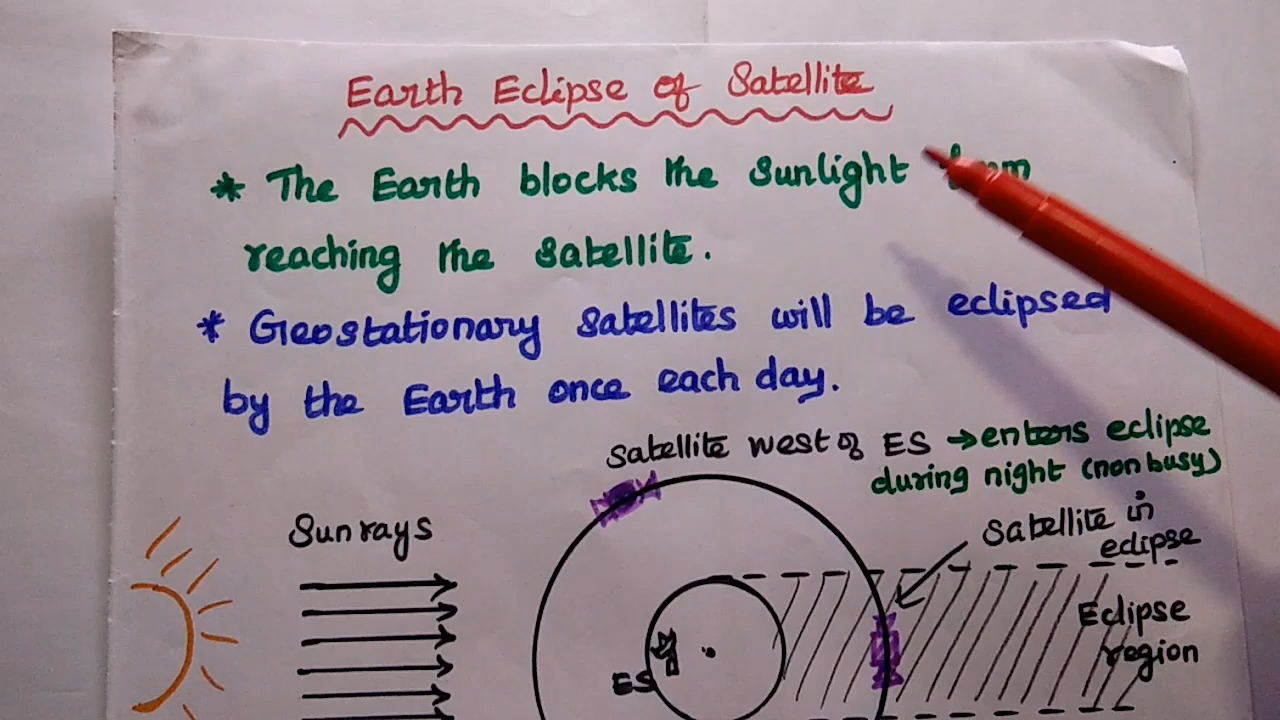 Earth Eclipse of Satellite
* The Earth blocks the Sunlight from
reaching the Satellite.
* Geostationary Satellites will be eclipsed
by the Earth once each day.
Satellite west of ES → enters eclipse
during night (non busy)
Satellite in
eclipse
Sun rays
Eclipse
region
ES